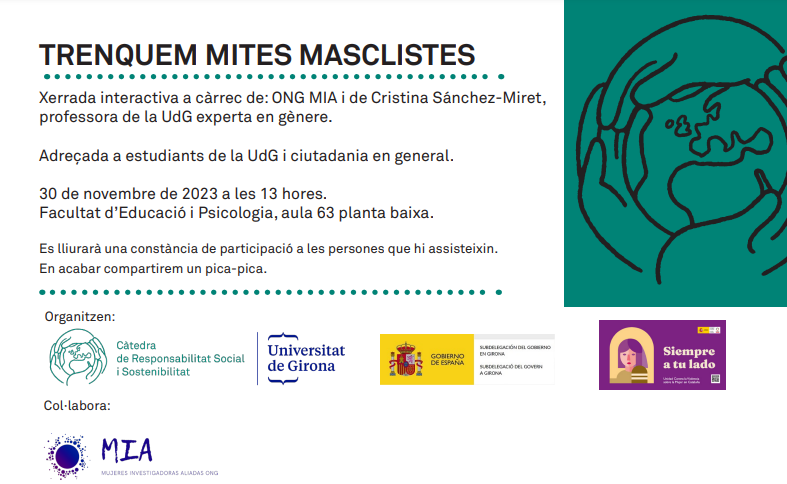 TRENQUEM MITES MASCLISTES
Xerrada interactiva a càrrec de: ONG MIA i de Cristina Sánchez-Miret,
professora de la UdG experta en gènere.
Adreçada a estudiants de la UdG i ciutadania en general.
30 de novembre de 2023 a les 13 hores.
Facultat d'Educació i Psicologia, aula 63 planta baixa.
Es lliurarà una constància de participació a les persones que hi assisteixin.
En acabar compartirem un pica-pica.
Organitzen:
Càtedra
de Responsabilitat Social
i Sostenibilitat
Universitat
de Girona
GOBIERNO
DE ESPAÑA
SUBDELEGACIÓN DEL GOBIERNO
EN GIRONA
SUBDELEGACIÓ DEL GOVERN
A GIRONA
Siempre
a tu lado
Col·labora:
MIA
MUJERES INVESTIGADORAS ALIADAS ONG